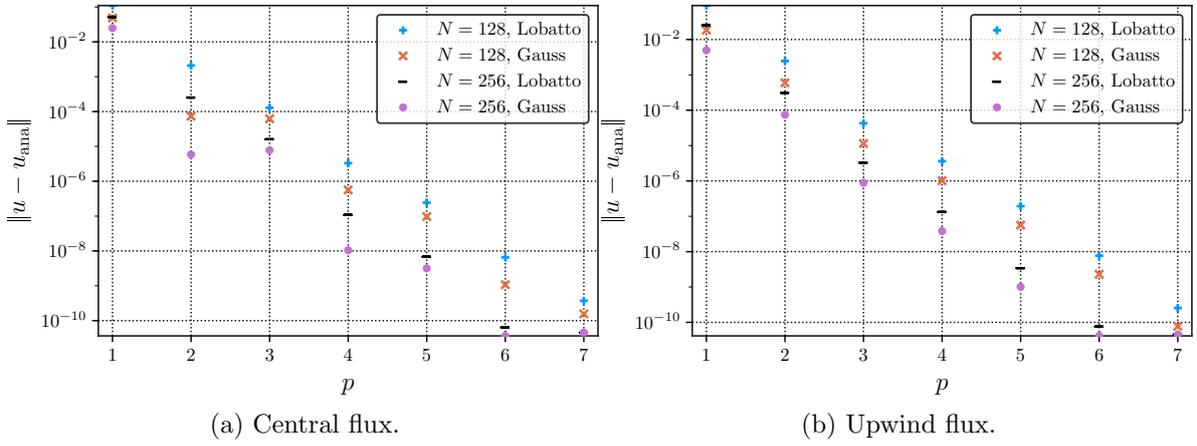 ‖u − u_ana‖
10⁻²
10⁻⁴
10⁻⁶
10⁻⁸
10⁻¹⁰
N = 128, Lobatto
N = 128, Gauss
N = 256, Lobatto
N = 256, Gauss
1 2 3 4 5 6 7
p
(a) Central flux.
‖u − u_ana‖
10⁻²
10⁻⁴
10⁻⁶
10⁻⁸
10⁻¹⁰
N = 128, Lobatto
N = 128, Gauss
N = 256, Lobatto
N = 256, Gauss
1 2 3 4 5 6 7
p
(b) Upwind flux.